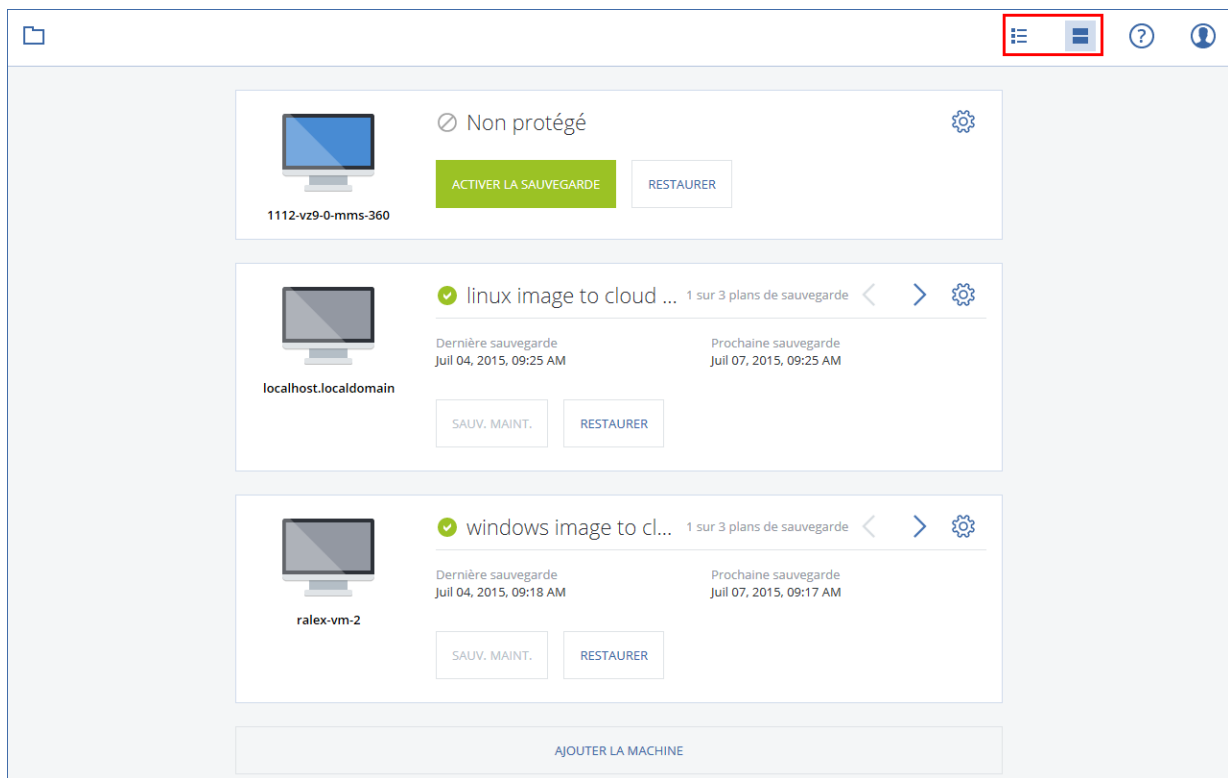 Non protégé
ACTIVER LA SAUVEGARDE
RESTAURER
1112-vz9-0-mms-360
linux image to cloud ...
1 sur 3 plans de sauvegarde
Dernière sauvegarde
Prochaine sauvegarde
Juil 04, 2015, 09:25 AM
Juil 07, 2015, 09:25 AM
localhost.localdomain
SAUV. MAINT.
RESTAURER
windows image to cl...
1 sur 3 plans de sauvegarde
Dernière sauvegarde
Prochaine sauvegarde
Juil 04, 2015, 09:18 AM
Juil 07, 2015, 09:17 AM
ralex-vm-2
SAUV. MAINT.
RESTAURER
AJOUTER LA MACHINE